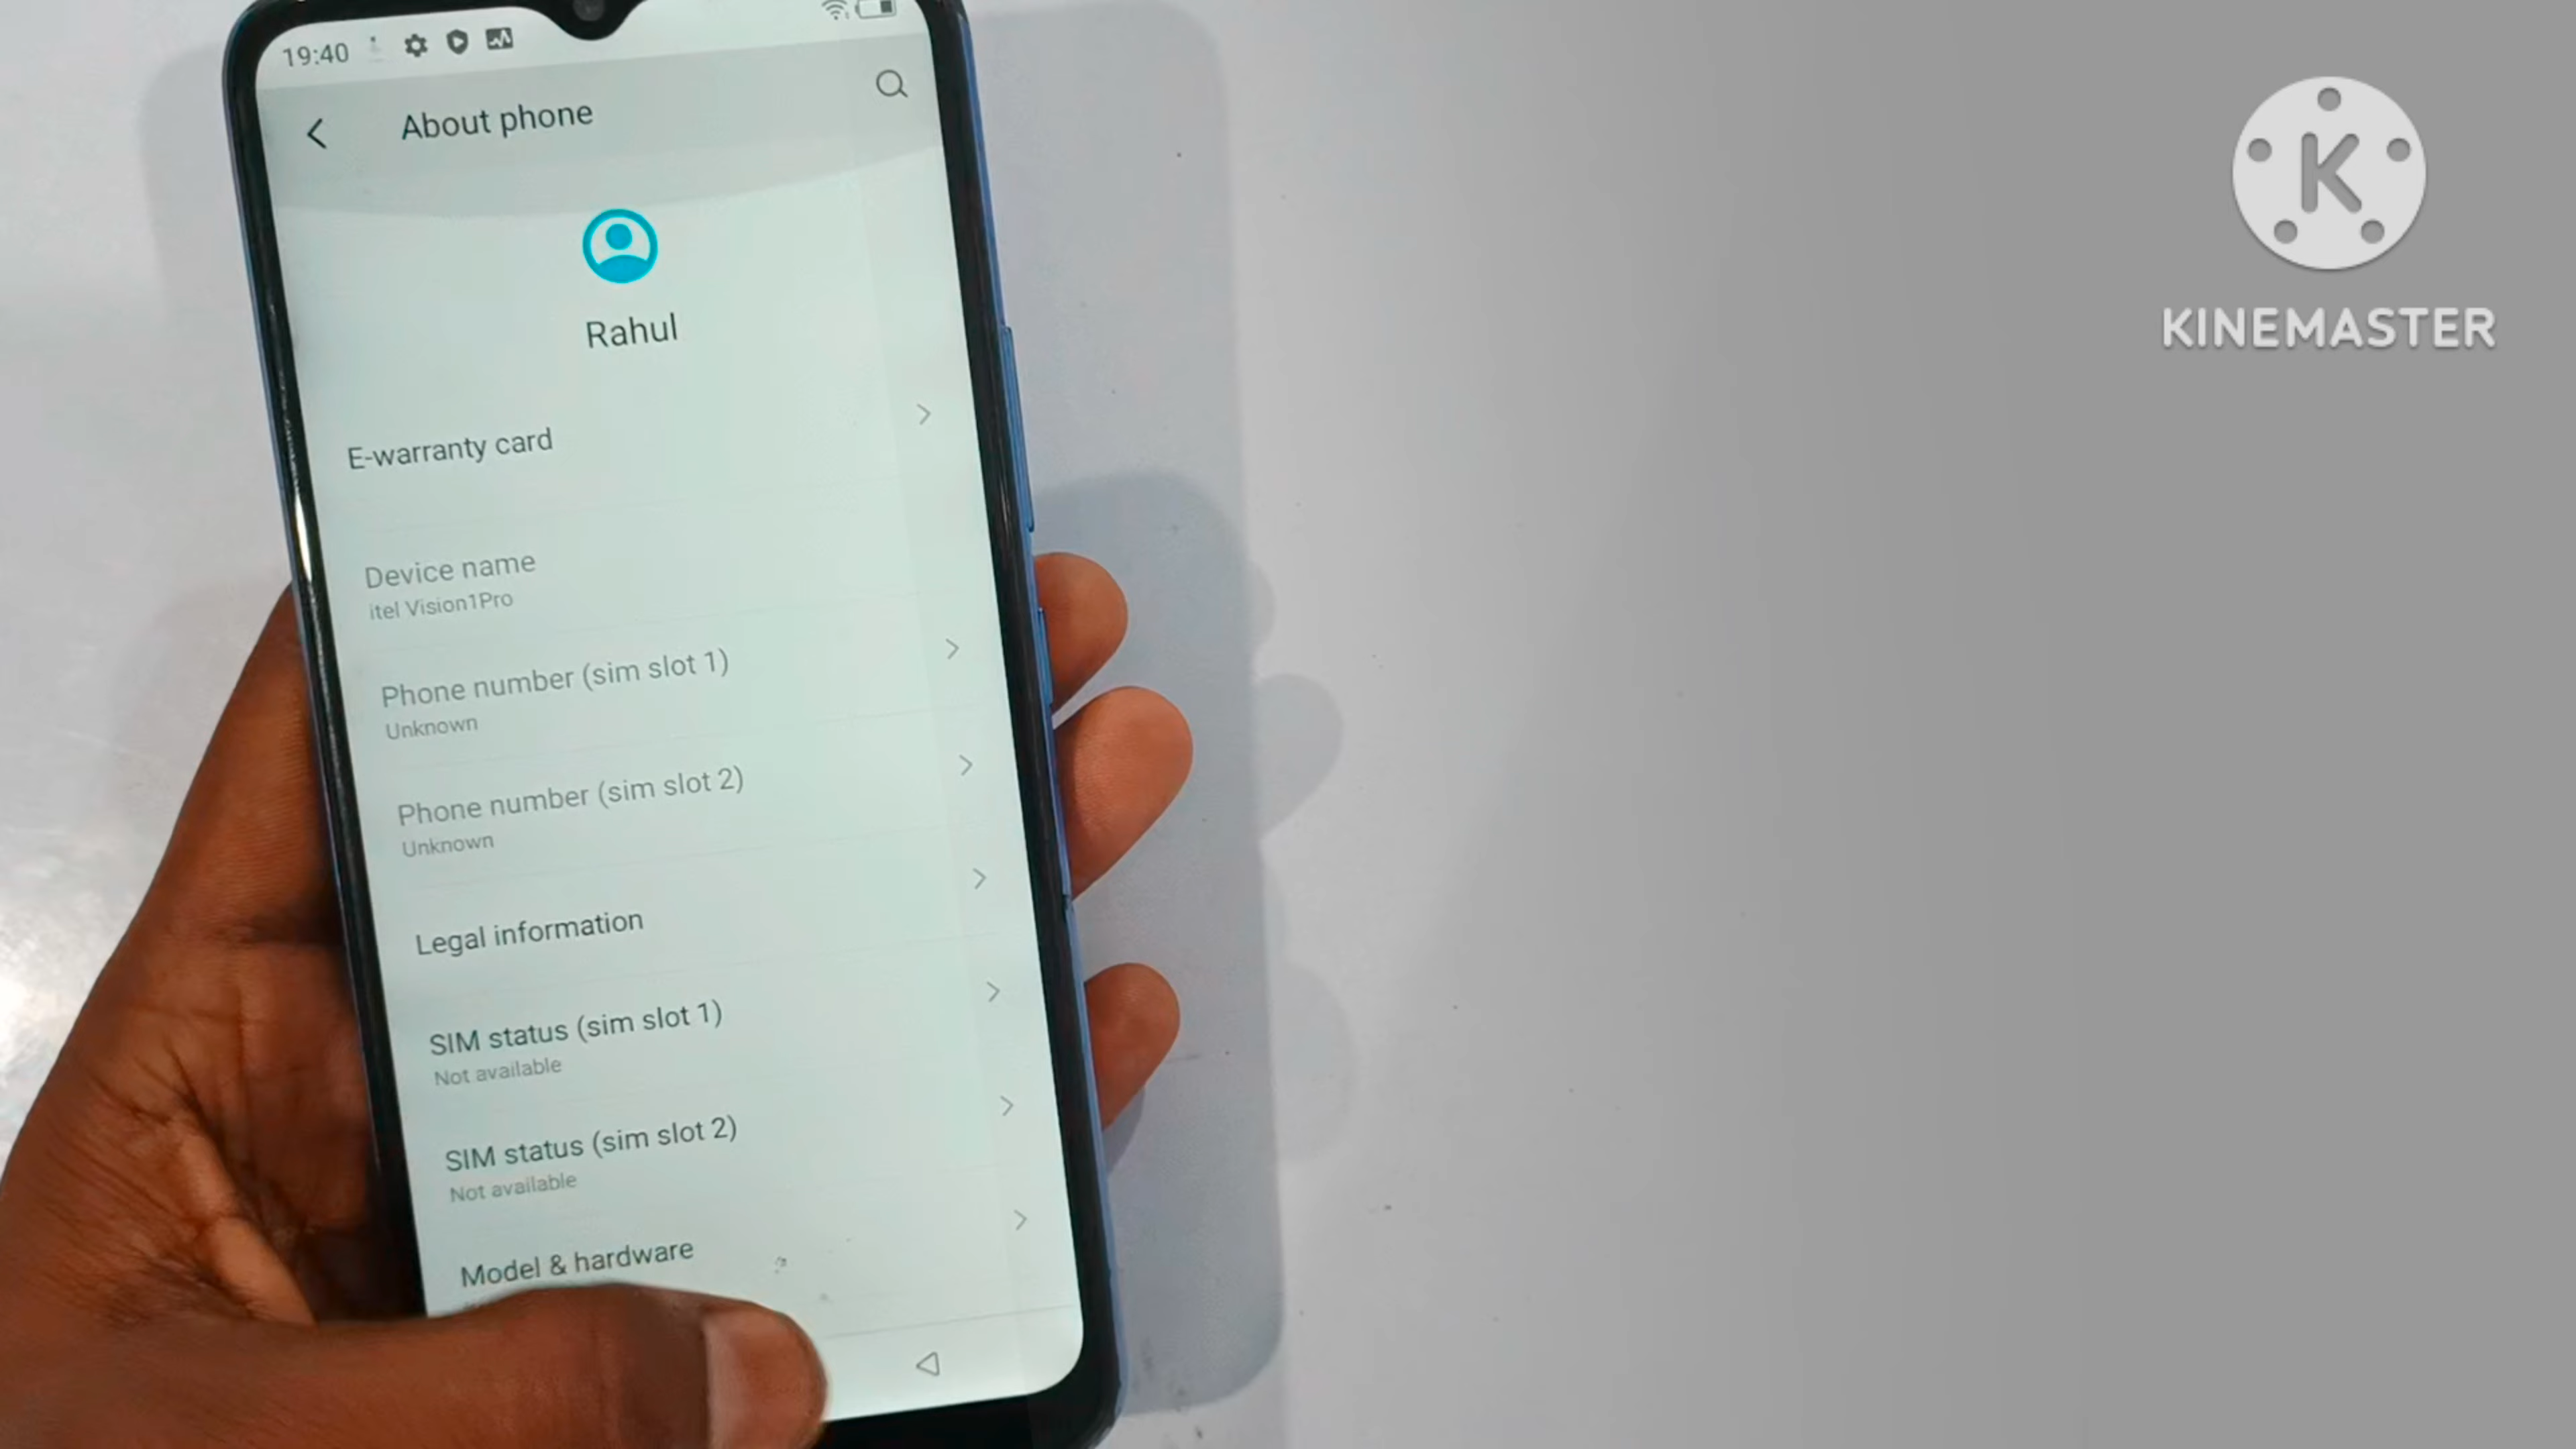 19:40
About phone
Rahul
E-warranty card
Device name
itel Vision1Pro
Phone number (sim slot 1)
Unknown
Phone number (sim slot 2)
Unknown
Legal information
SIM status (sim slot 1)
Not available
SIM status (sim slot 2)
Not available
Model & hardware
K
KINEMASTER